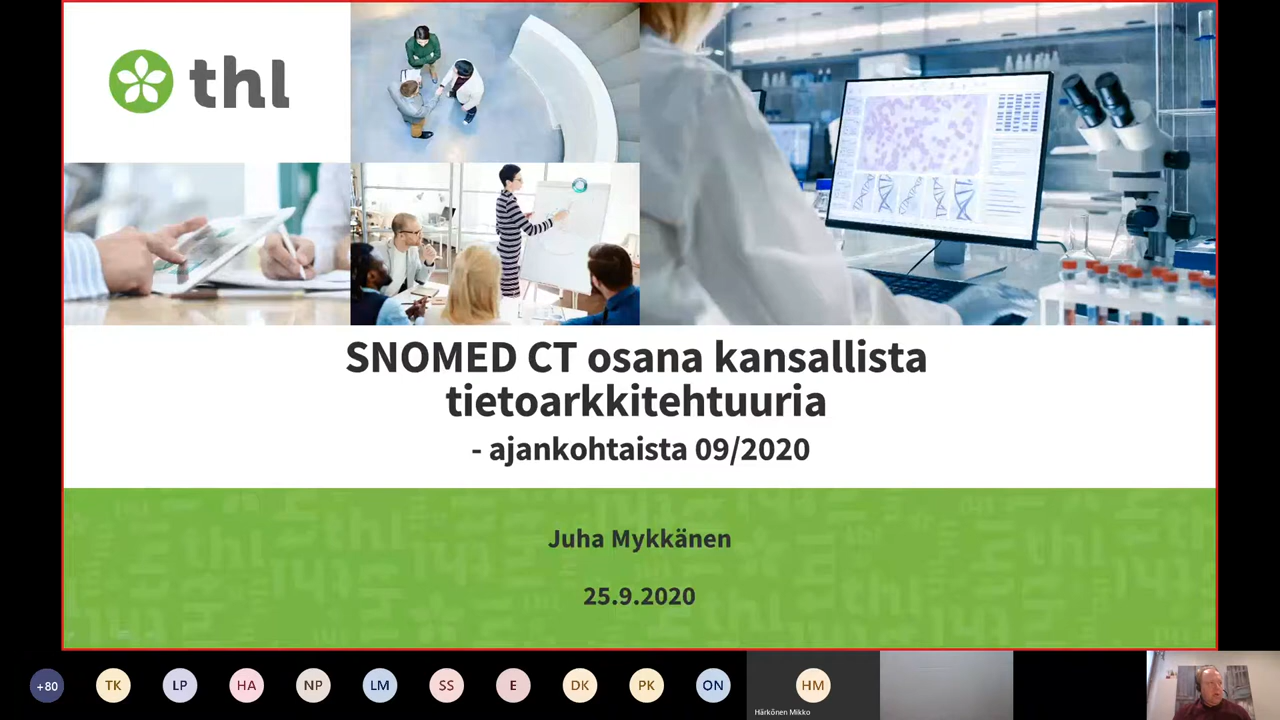 thl
SNOMED CT osana kansallista
tietoarkkitehtuuria
- ajankohtaista 09/2020
Juha Mykkänen
25.9.2020
+80
TK
LP
HA
NP
LM
SS
E
DK
PK
ON
HM
Härkönen Mikko